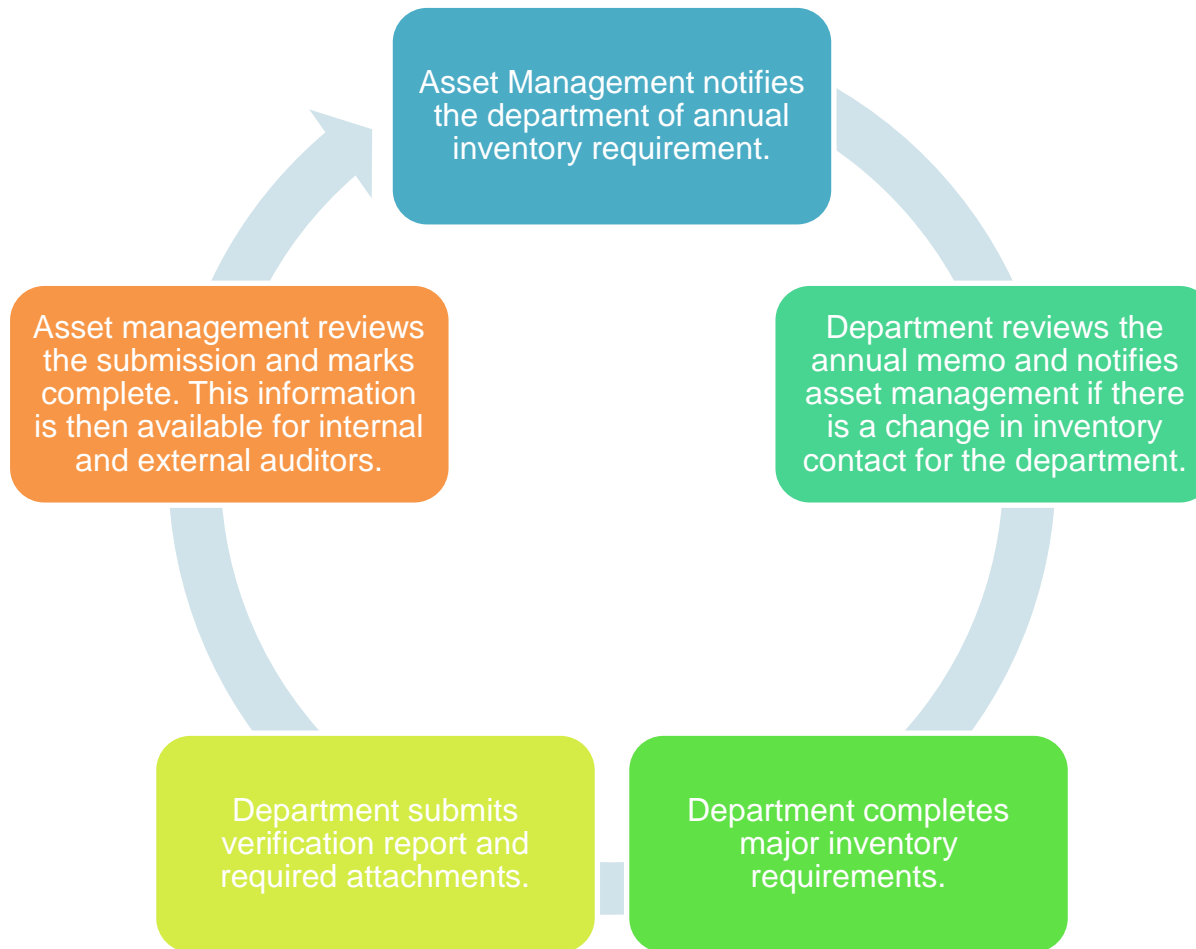 Asset Management notifies
the department of annual
inventory requirement.
Department reviews the
annual memo and notifies
asset management if there
is a change in inventory
contact for the department.
Department completes
major inventory
requirements.
Department submits
verification report and
required attachments.
Asset management reviews
the submission and marks
complete. This information
is then available for internal
and external auditors.